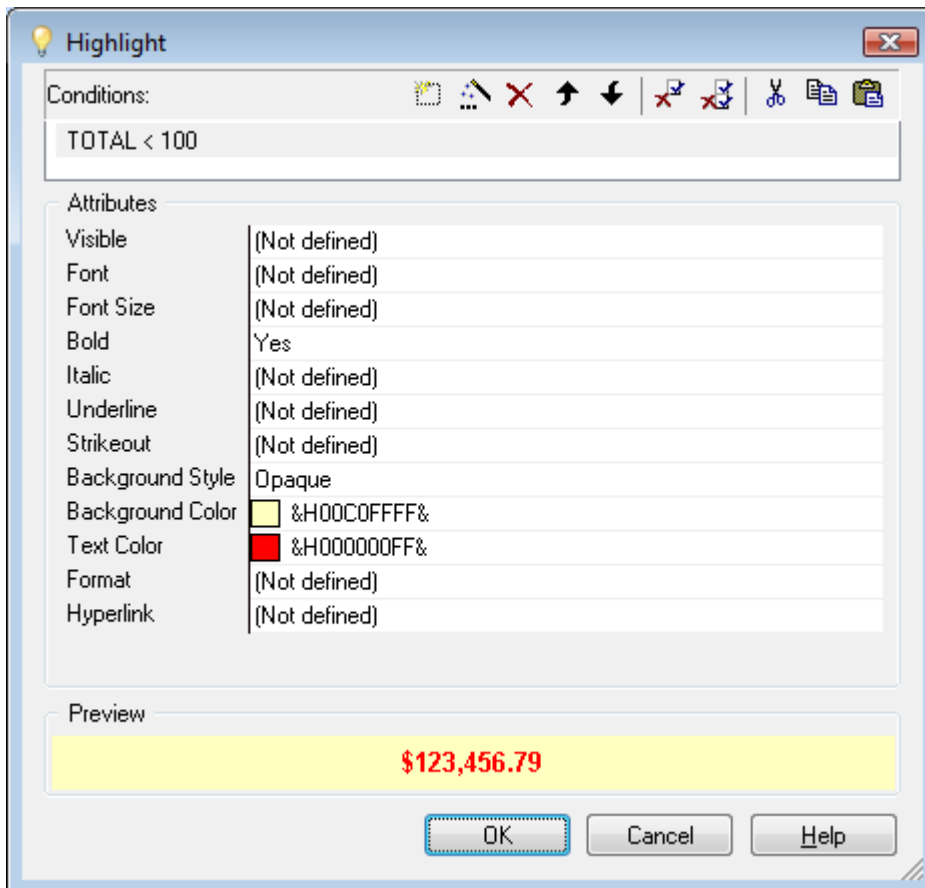 Highlight
Conditions:
TOTAL < 100
Attributes
Visible (Not defined)
Font (Not defined)
Font Size (Not defined)
Bold Yes
Italic (Not defined)
Underline (Not defined)
Strikeout (Not defined)
Background Style Opaque
Background Color &H00C0FFFF&
Text Color &H000000FF&
Format (Not defined)
Hyperlink (Not defined)
Preview
$123,456.79
OK Cancel Help